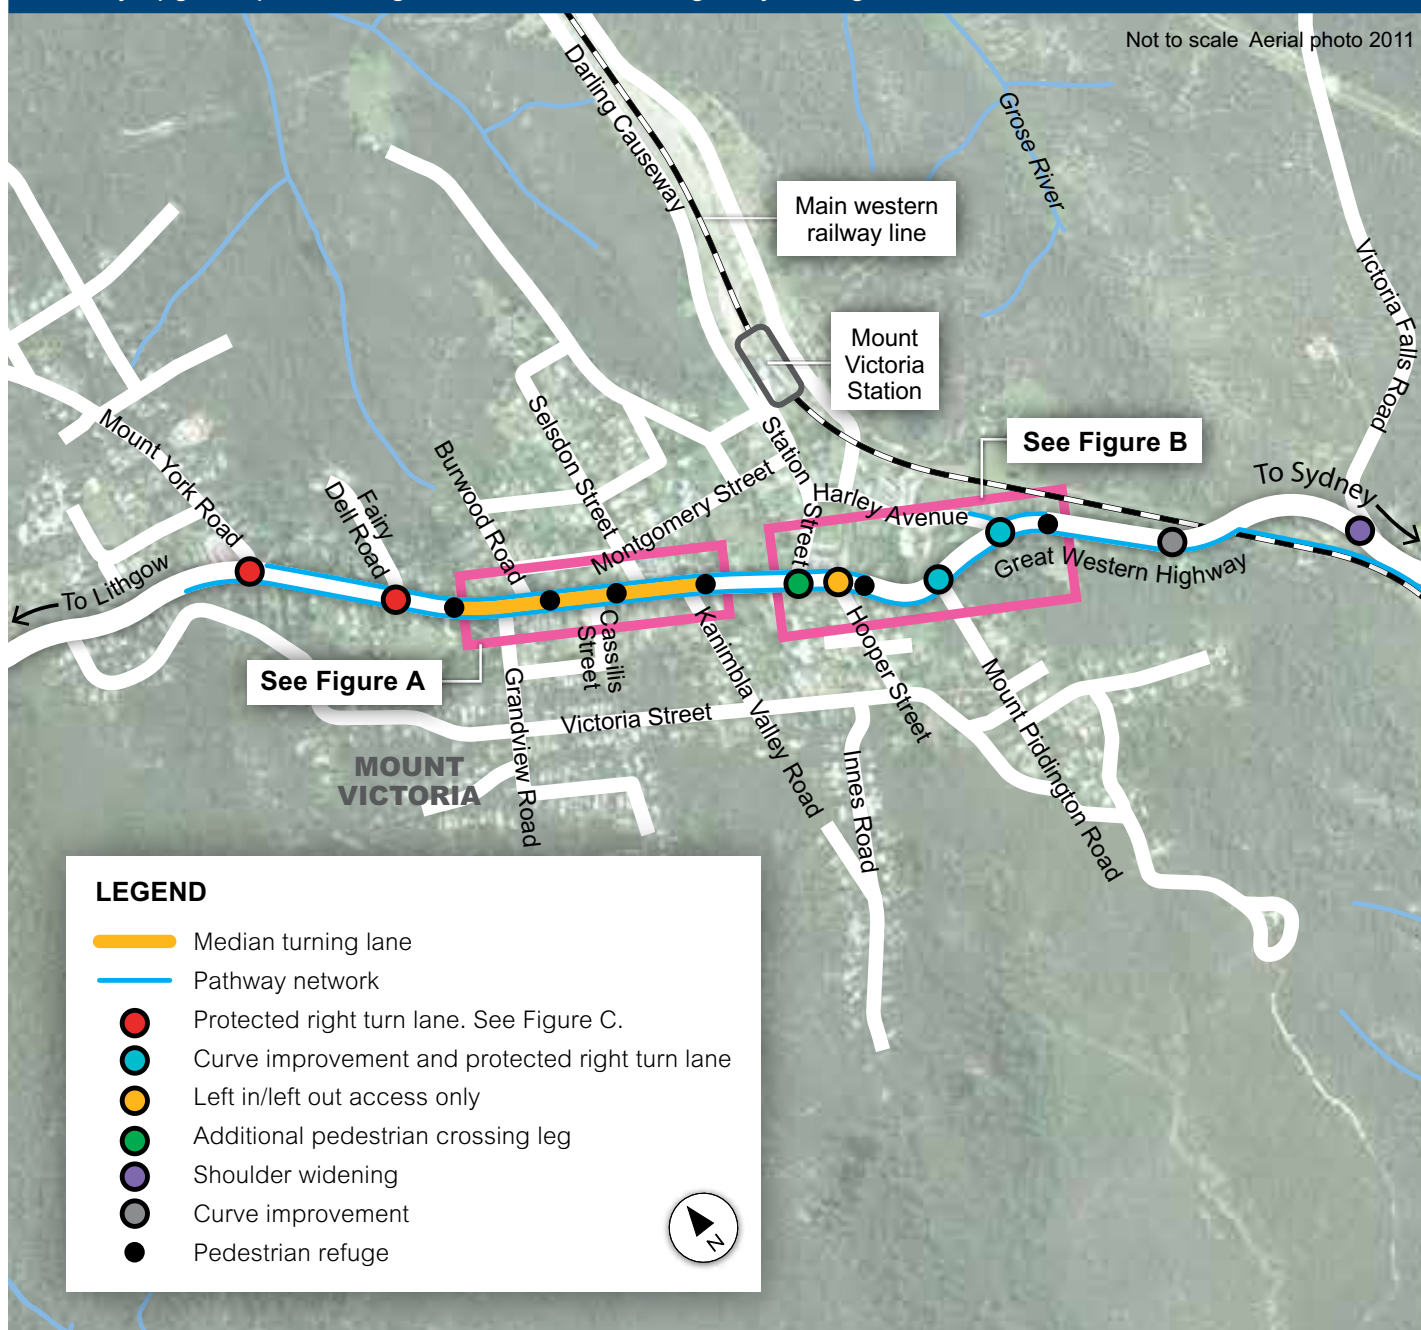 Not to scale Aerial photo 2011
Darling Causeway
Grose River
Main western
railway line
Victoria Falls Road
Mount
Victoria
Station
See Figure B
To Sydney
Mount York Road
Fairy
Dell Road
Burwood Road
Selsdon Street
Montgomery Street
Station Street
Harley Avenue
Great Western Highway
To Lithgow
See Figure A
Grandview Road
Cassilis
Street
Kanimbla Valley Road
Hooper Street
Mount Piddington Road
Victoria Street
Innes Road
MOUNT
VICTORIA
LEGEND
Median turning lane
Pathway network
Protected right turn lane. See Figure C.
Curve improvement and protected right turn lane
Left in/left out access only
Additional pedestrian crossing leg
Shoulder widening
Curve improvement
Pedestrian refuge
N